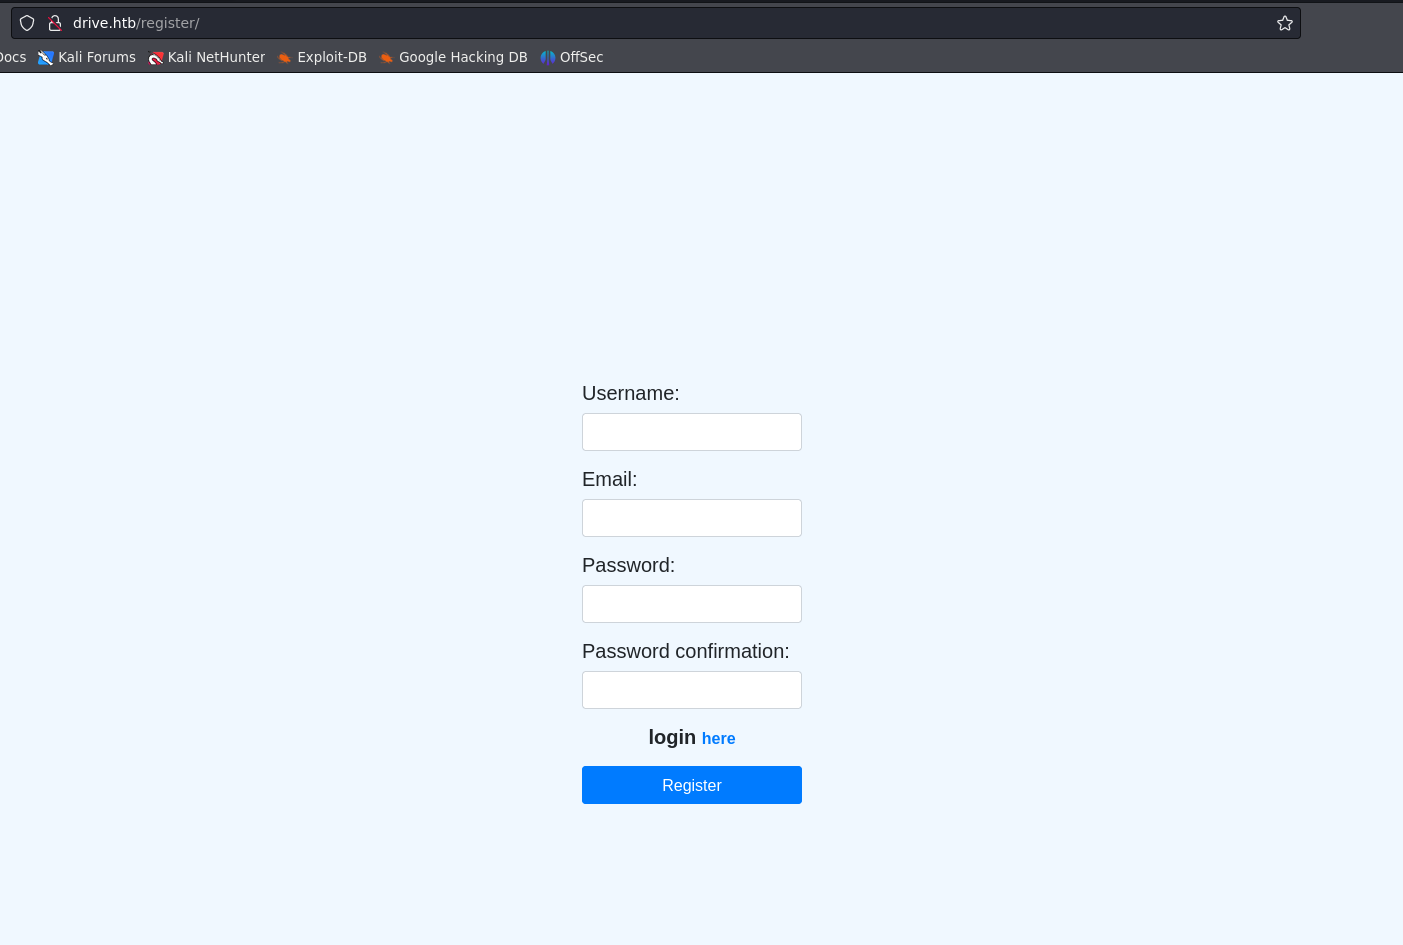 drive.htb/register/
Docs Kali Forums Kali NetHunter Exploit-DB Google Hacking DB OffSec
Username:
Email:
Password:
Password confirmation:
login here
Register